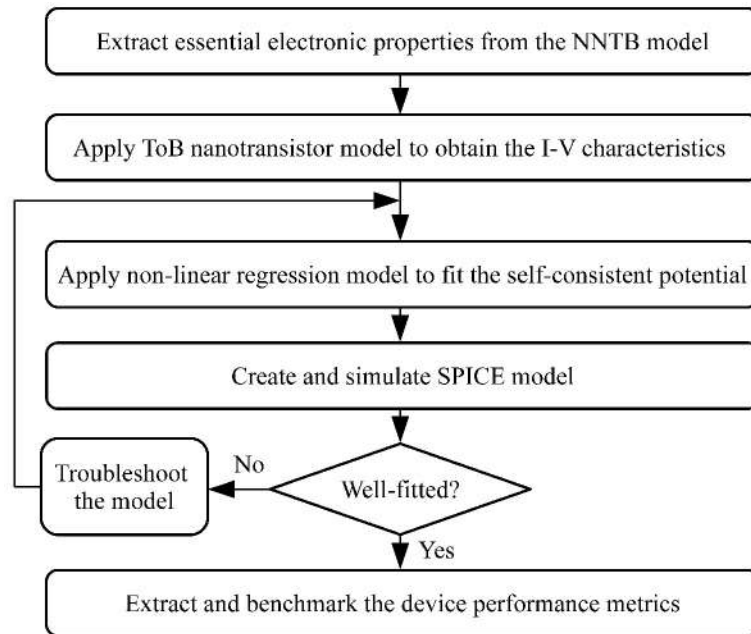 Extract essential electronic properties from the NNTB model
Apply ToB nanotransistor model to obtain the I-V characteristics
Apply non-linear regression model to fit the self-consistent potential
Create and simulate SPICE model
Troubleshoot
the model
No
Well-fitted?
Yes
Extract and benchmark the device performance metrics